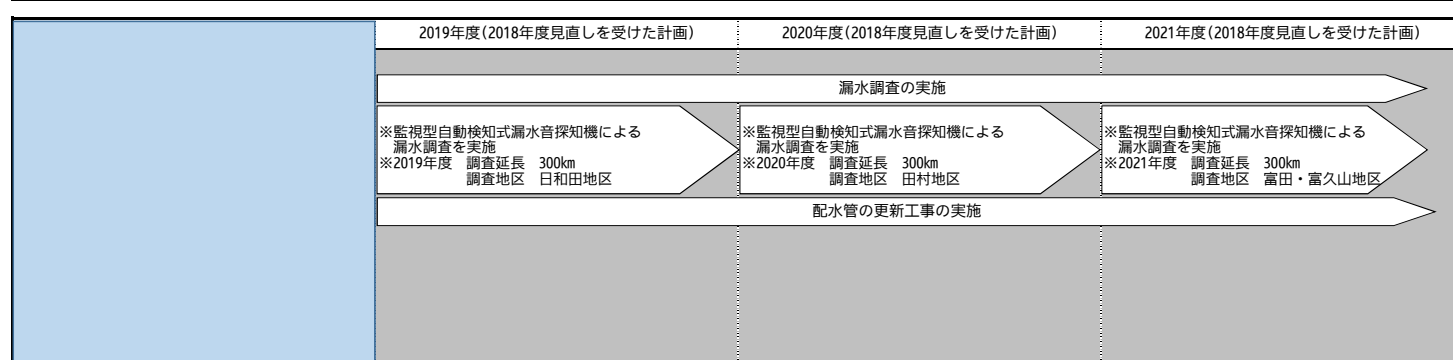 2019年度(2018年度見直しを受けた計画)
2020年度(2018年度見直しを受けた計画)
2021年度(2018年度見直しを受けた計画)
漏水調査の実施
※監視型自動検知式漏水音探知機による
漏水調査を実施
※2019年度　調査延長　300㎞
調査地区　日和田地区
※監視型自動検知式漏水音探知機による
漏水調査を実施
※2020年度　調査延長　300㎞
調査地区　田村地区
※監視型自動検知式漏水音探知機による
漏水調査を実施
※2021年度　調査延長　300㎞
調査地区　富田・富久山地区
配水管の更新工事の実施